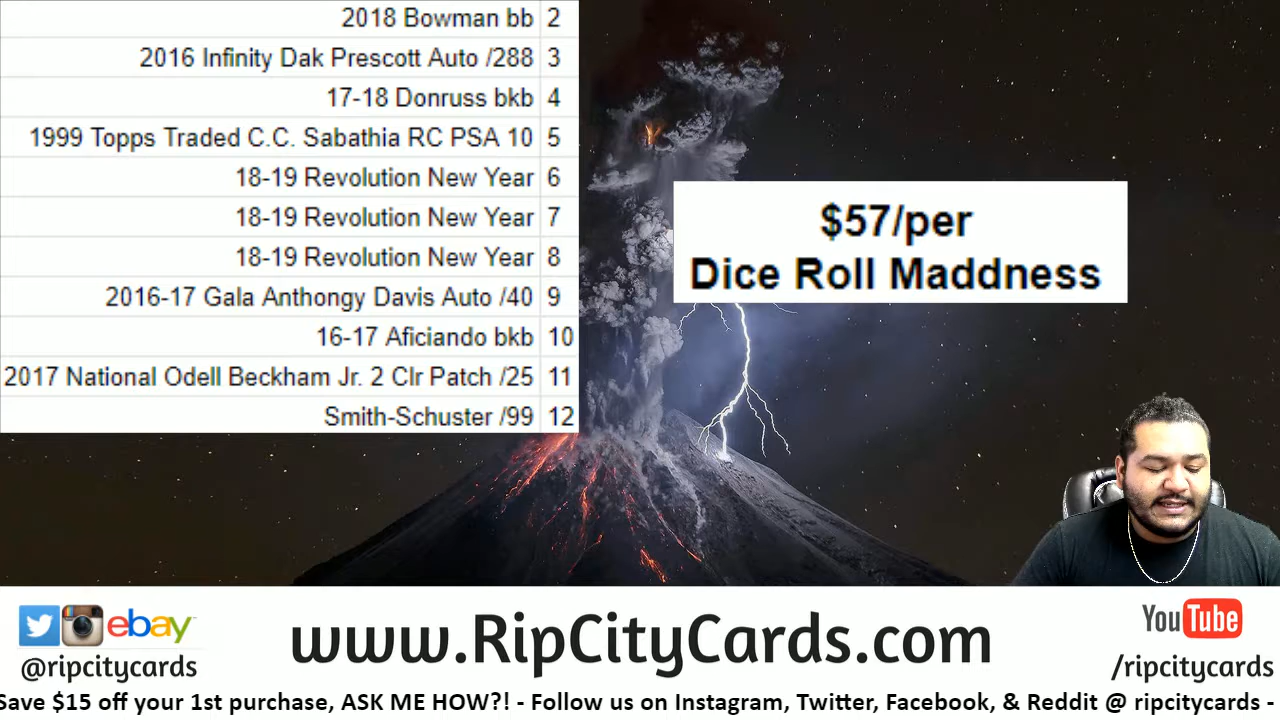 2018 Bowman bb 2
2016 Infinity Dak Prescott Auto /288 3
17-18 Donruss bkb 4
1999 Topps Traded C.C. Sabathia RC PSA 10 5
18-19 Revolution New Year 6
18-19 Revolution New Year 7
18-19 Revolution New Year 8
2016-17 Gala Anthongy Davis Auto /40 9
16-17 Aficiando bkb 10
2017 National Odell Beckham Jr. 2 Clr Patch /25 11
Smith-Schuster /99 12
$57/per
Dice Roll Maddness
ebay
@ripcitycards
www.RipCityCards.com
YouTube
/ripcitycards
Save $15 off your 1st purchase, ASK ME HOW?! - Follow us on Instagram, Twitter, Facebook, & Reddit @ ripcitycards -